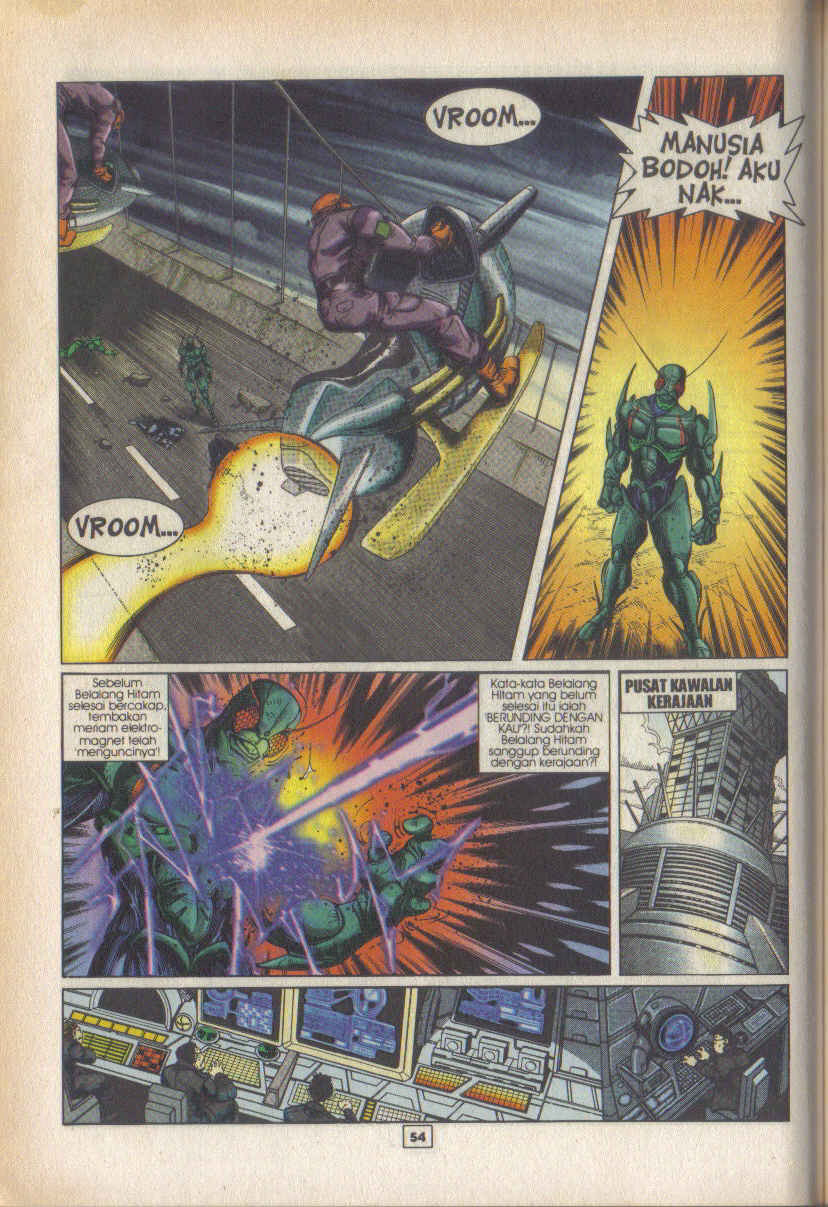 VROOM...
MANUSIA
BODOH! AKU
NAK...
VROOM...
Sebelum
Belalang Hitam
selesai bercakap,
tembakan
meriam elektro-
magnet telah
'menguncinya'!
Kata-kata Belalang
Hitam yang belum
selesai itu ialah
'BERUNDING DENGAN
KAU'?! Sudahkah
Belalang Hitam
sanggup berunding
dengan kerajaan?!
PUSAT KAWALAN
KERAJAAN
54